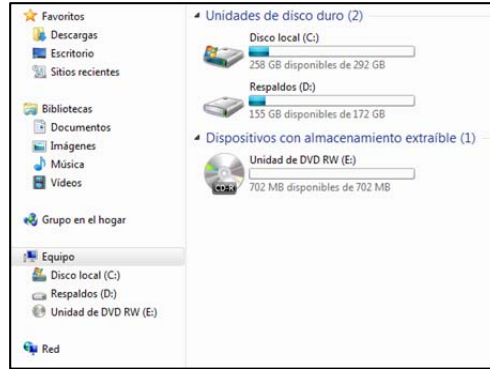 Favoritos
Descargas
Escritorio
Sitios recientes
Bibliotecas
Documentos
Imágenes
Música
Vídeos
Grupo en el hogar
Equipo
Disco local (C:)
Respaldos (D:)
Unidad de DVD RW (E:)
Red
Unidades de disco duro (2)
Disco local (C:)
258 GB disponibles de 292 GB
Respaldos (D:)
155 GB disponibles de 172 GB
Dispositivos con almacenamiento extraíble (1)
Unidad de DVD RW (E:)
CD-R
702 MB disponibles de 702 MB